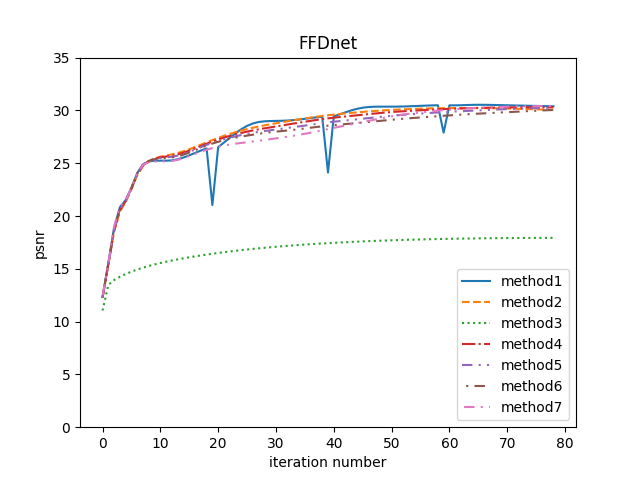 FFDnet
psnr
35
30
25
20
15
10
5
0
0 10 20 30 40 50 60 70 80
iteration number
method1
method2
method3
method4
method5
method6
method7